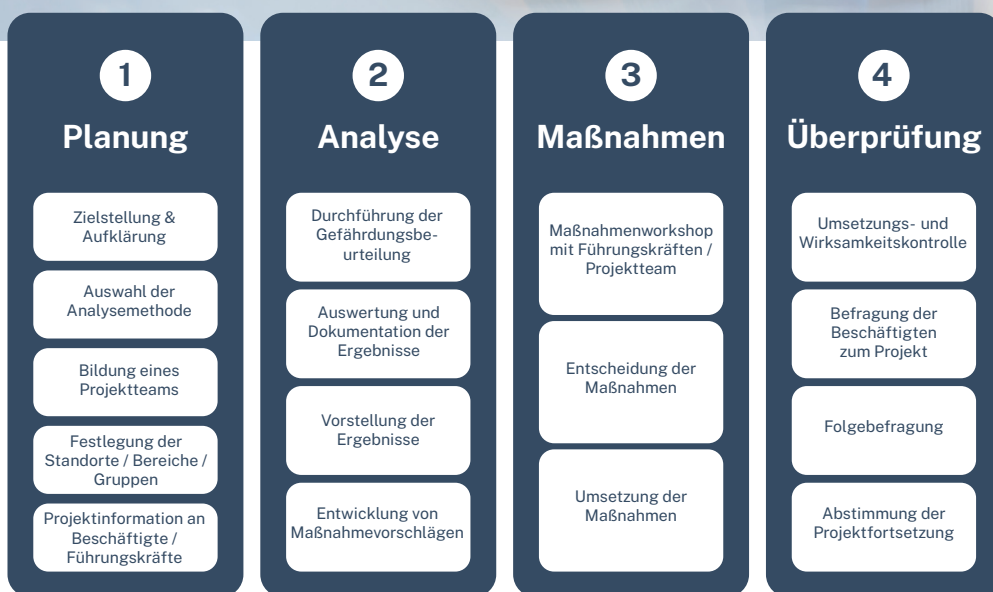 1
Planung
Zielstellung &
Aufklärung
Auswahl der
Analysemethode
Bildung eines
Projektteams
Festlegung der
Standorte / Bereiche /
Gruppen
Projektinformation an
Beschäftigte /
Führungskräfte
2
Analyse
Durchführung der
Gefährdungsbe-
urteilung
Auswertung und
Dokumentation der
Ergebnisse
Vorstellung der
Ergebnisse
Entwicklung von
Maßnahmevorschlägen
3
Maßnahmen
Maßnahmenworkshop
mit Führungskräften /
Projektteam
Entscheidung der
Maßnahmen
Umsetzung der
Maßnahmen
4
Überprüfung
Umsetzungs- und
Wirksamkeitskontrolle
Befragung der
Beschäftigten
zum Projekt
Folgebefragung
Abstimmung der
Projektfortsetzung